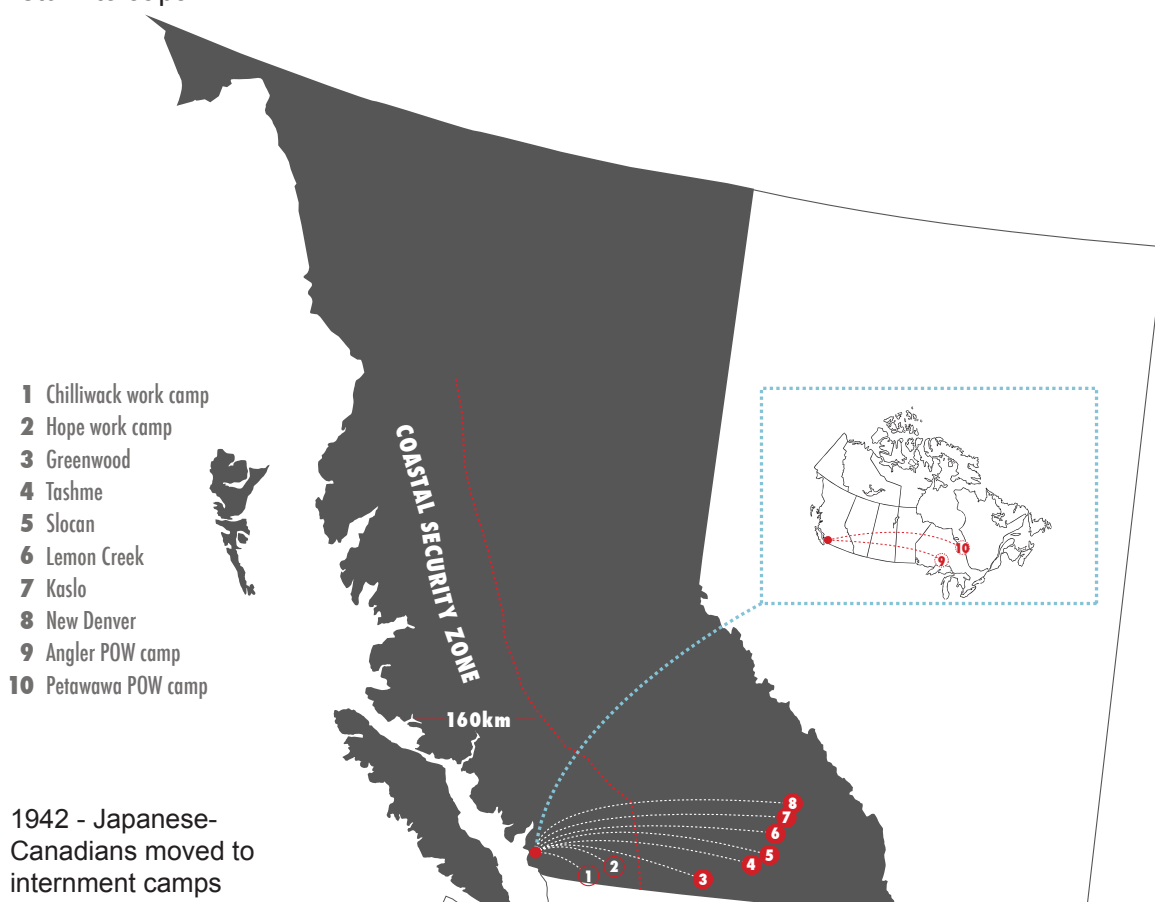 1 Chilliwack work camp
2 Hope work camp
3 Greenwood
4 Tashme
5 Slocan
6 Lemon Creek
7 Kaslo
8 New Denver
9 Angler POW camp
10 Petawawa POW camp
COASTAL SECURITY ZONE
160km
10
9
8
7
6
5
4
3
2
1
1942 - Japanese-
Canadians moved to
internment camps